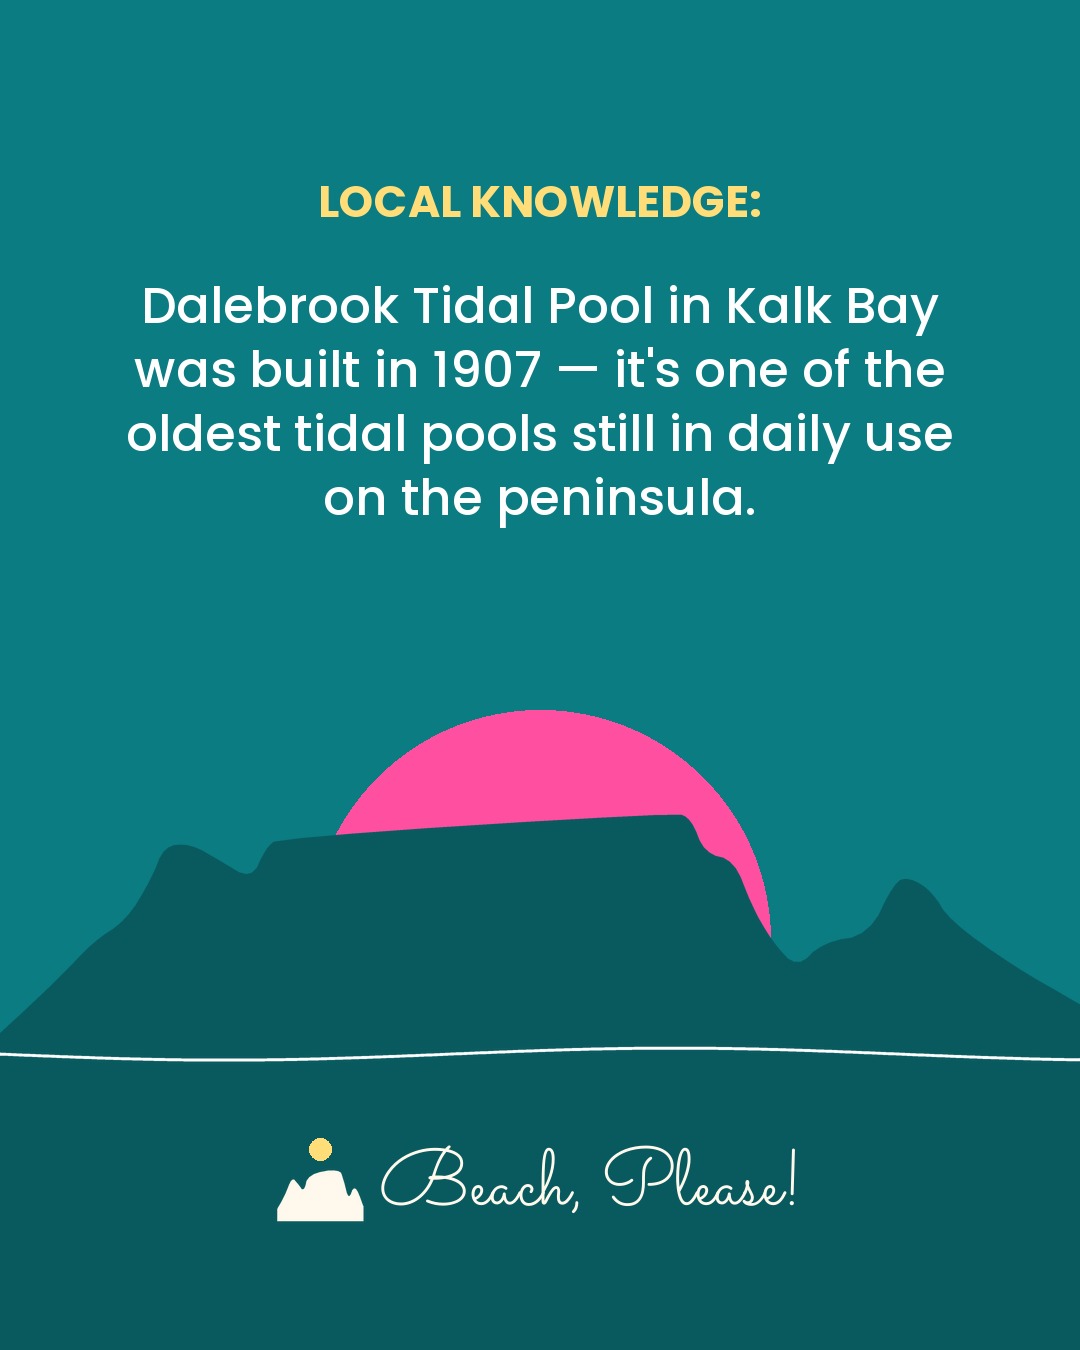 LOCAL KNOWLEDGE:
Dalebrook Tidal Pool in Kalk Bay
was built in 1907 — it's one of the
oldest tidal pools still in daily use
on the peninsula.
Beach, Please!